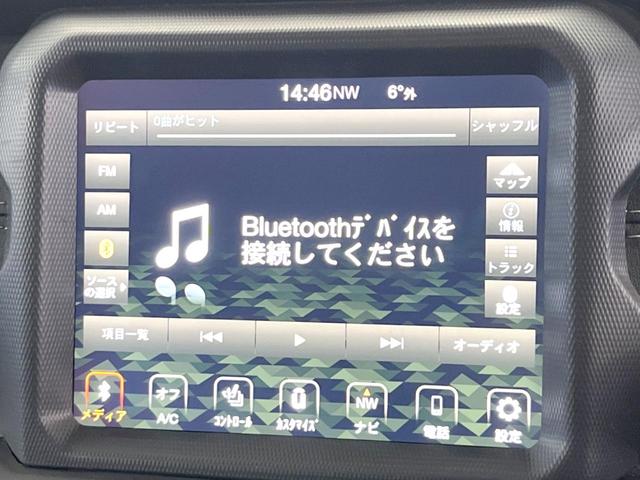 14:46NW 6°外
リピート 0曲がヒット シャッフル
FM
AM
ソース
の選択
Bluetoothﾃﾞﾊﾞｲｽを
接続してください
マップ
情報
トラック
設定
項目一覧 オーディオ
メディア
オフ
A/C
ｺﾝﾄﾛｰﾙ
ｶｽﾀﾏｲｽﾞ
NW
ナビ
電話
設定